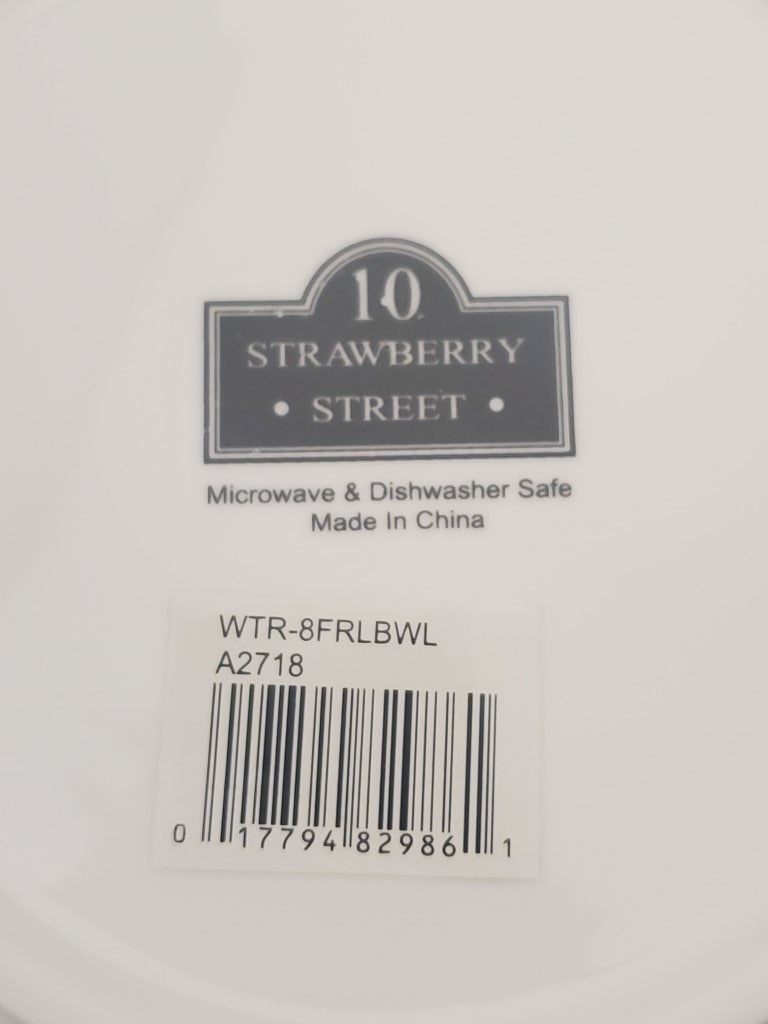 10
STRAWBERRY
• STREET •
Microwave & Dishwasher Safe
Made In China
WTR-8FRLBWL
A2718
0 17794 82986 1